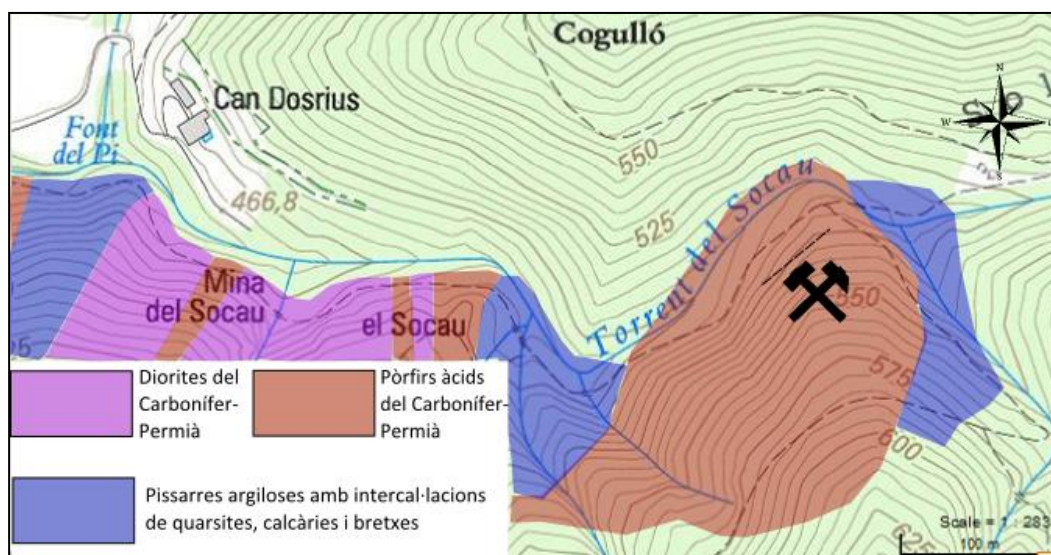 Cogulló
N
W
S
Can Dosrius
Font
del Pi
466,8
550
525
Torrent del Socau
Mina
del Socau
el Socau
550
575
600
625
Diorites del
Carbonífer-
Permià
Pòrfirs àcids
del Carbonífer-
Permià
Pissarres argiloses amb intercal·lacions
de quarsites, calcàries i bretxes
Scale = 1 : 283
100 m